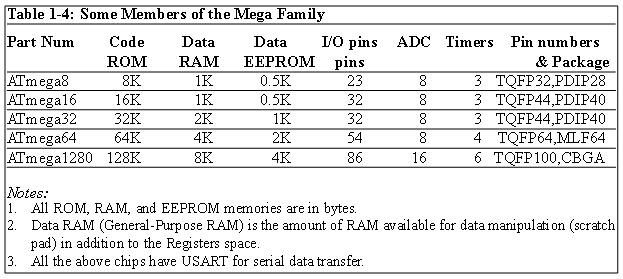 Table 1-4: Some Members of the Mega Family
Part Num Code Data Data I/O pins ADC Timers Pin numbers
ROM RAM EEPROM pins & Package
ATmega8 8K 1K 0.5K 23 8 3 TQFP32,PDIP28
ATmega16 16K 1K 0.5K 32 8 3 TQFP44,PDIP40
ATmega32 32K 2K 1K 32 8 3 TQFP44,PDIP40
ATmega64 64K 4K 2K 54 8 4 TQFP64,MLF64
ATmega1280 128K 8K 4K 86 16 6 TQFP100,CBGA
Notes:
1. All ROM, RAM, and EEPROM memories are in bytes.
2. Data RAM (General-Purpose RAM) is the amount of RAM available for data manipulation (scratch
pad) in addition to the Registers space.
3. All the above chips have USART for serial data transfer.